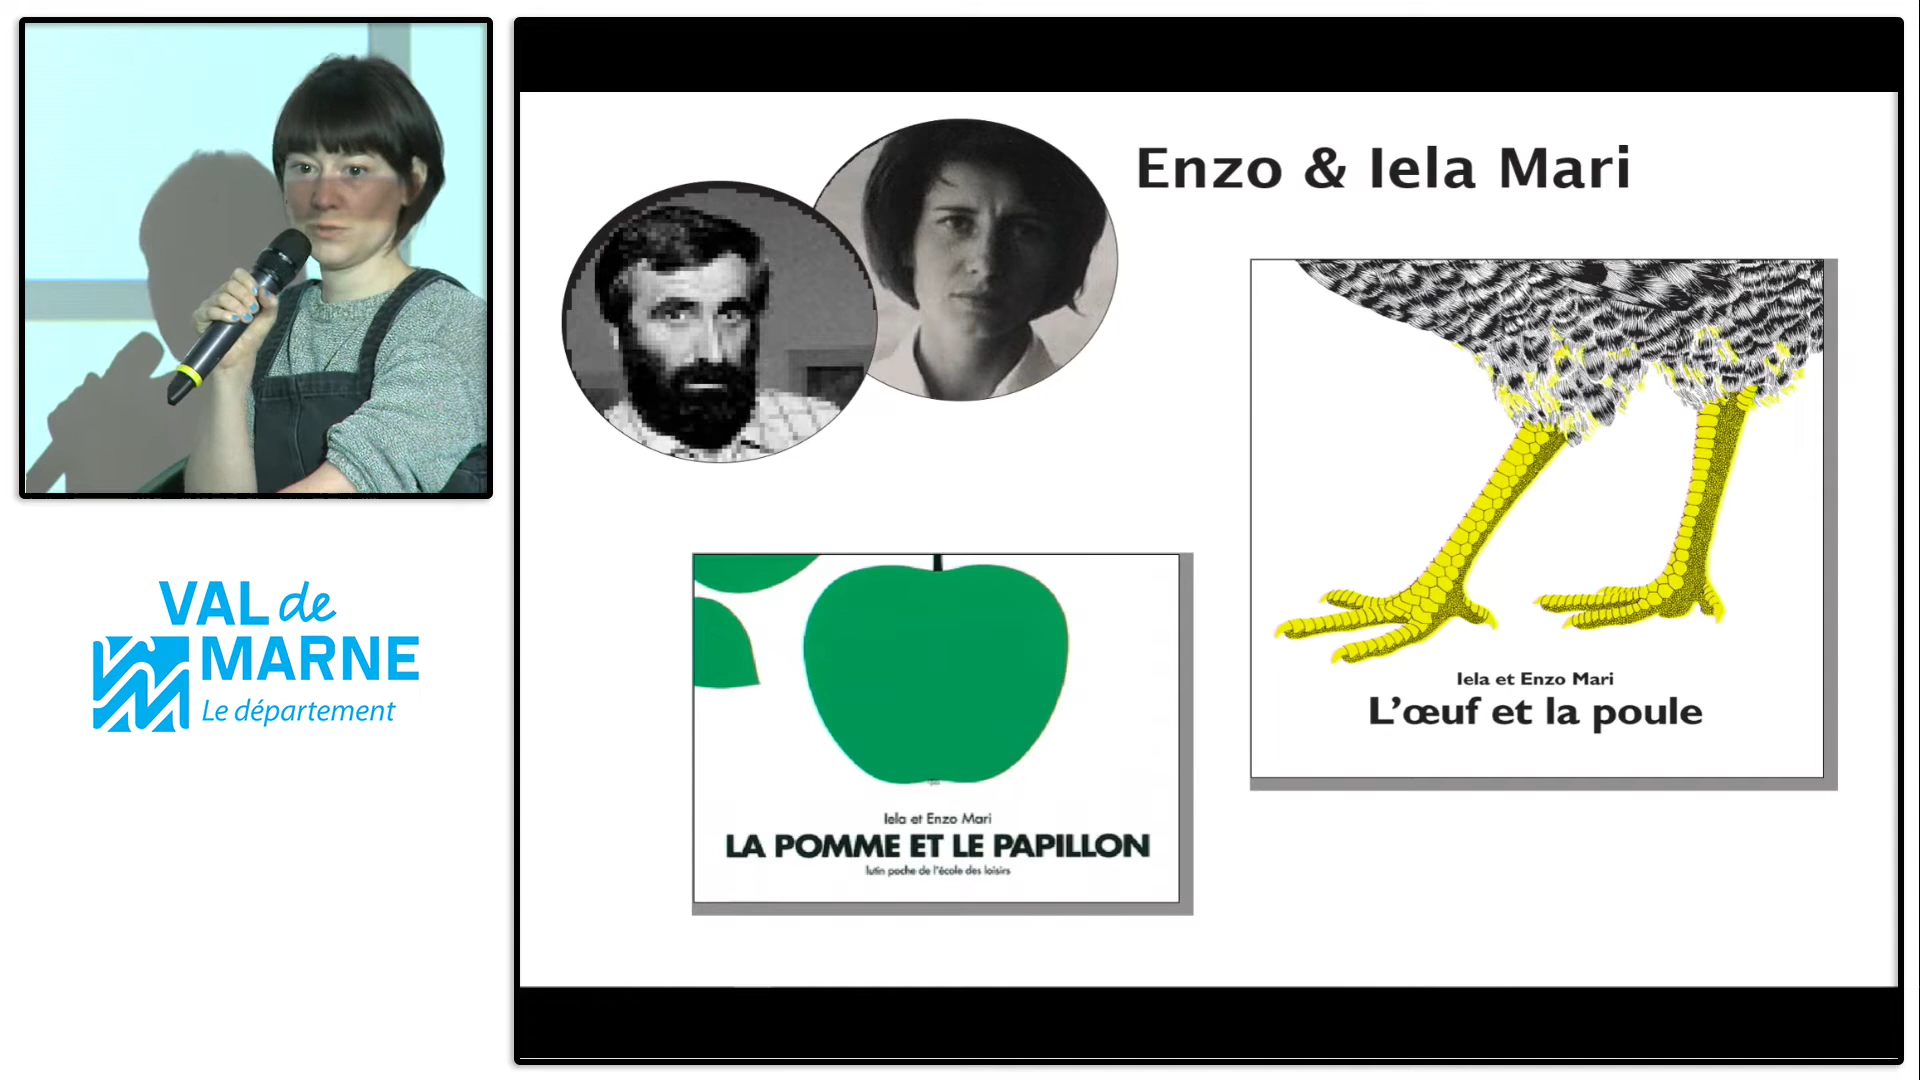 VAL de
MARNE
Le département
Enzo & Iela Mari
Iela et Enzo Mari
L'œuf et la poule
Iela et Enzo Mari
LA POMME ET LE PAPILLON
lutin poche de l'école des loisirs